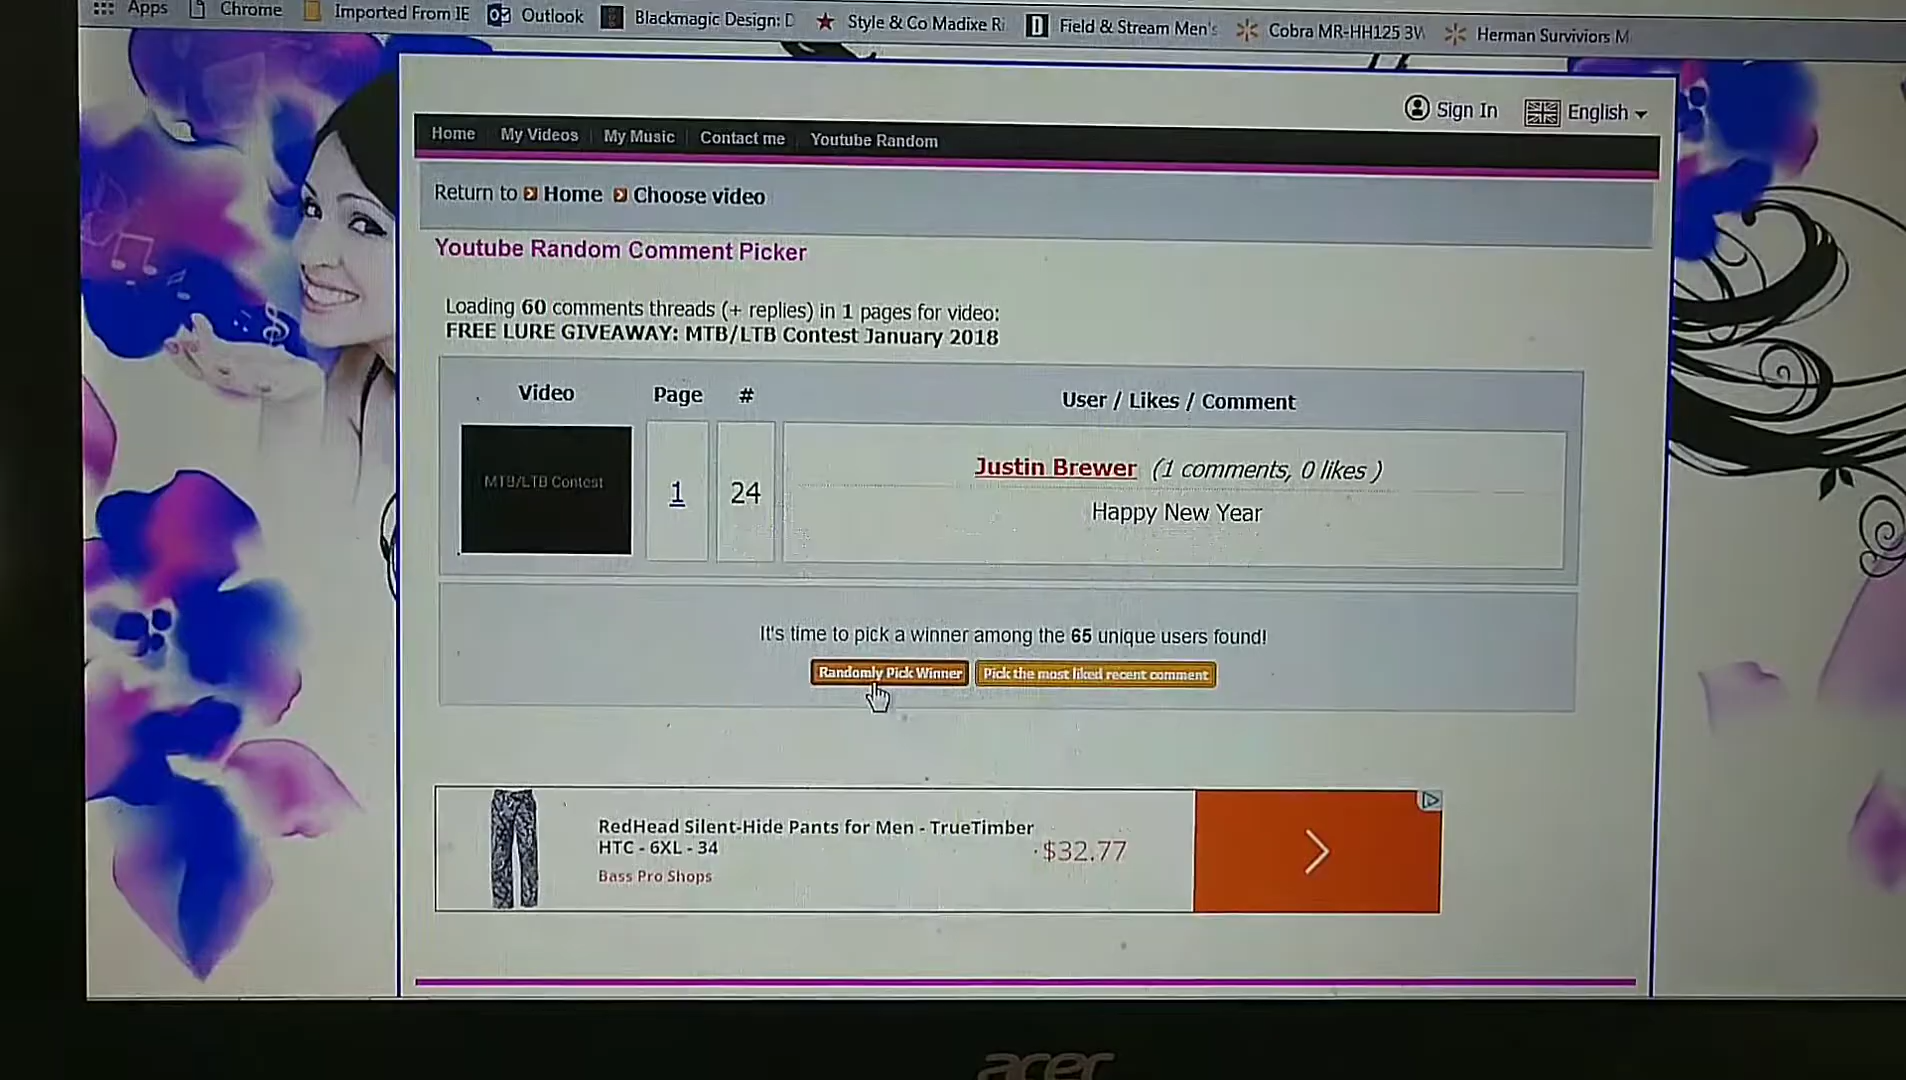 Apps Chrome Imported From IE Outlook Blackmagic Design: D Style & Co Madixe Ri Field & Stream Men's Cobra MR-HH125 3W Herman Surviviors M
Sign In English
Home My Videos My Music Contact me Youtube Random
Return to Home Choose video
Youtube Random Comment Picker
Loading 60 comments threads (+ replies) in 1 pages for video:
FREE LURE GIVEAWAY: MTB/LTB Contest January 2018
Video Page # User / Likes / Comment
MTB/LTB Contest 1 24 Justin Brewer (1 comments, 0 likes )
Happy New Year
It's time to pick a winner among the 65 unique users found!
Randomly Pick Winner Pick the most liked recent comment
RedHead Silent-Hide Pants for Men - TrueTimber
HTC - 6XL - 34
$32.77
Bass Pro Shops
acer